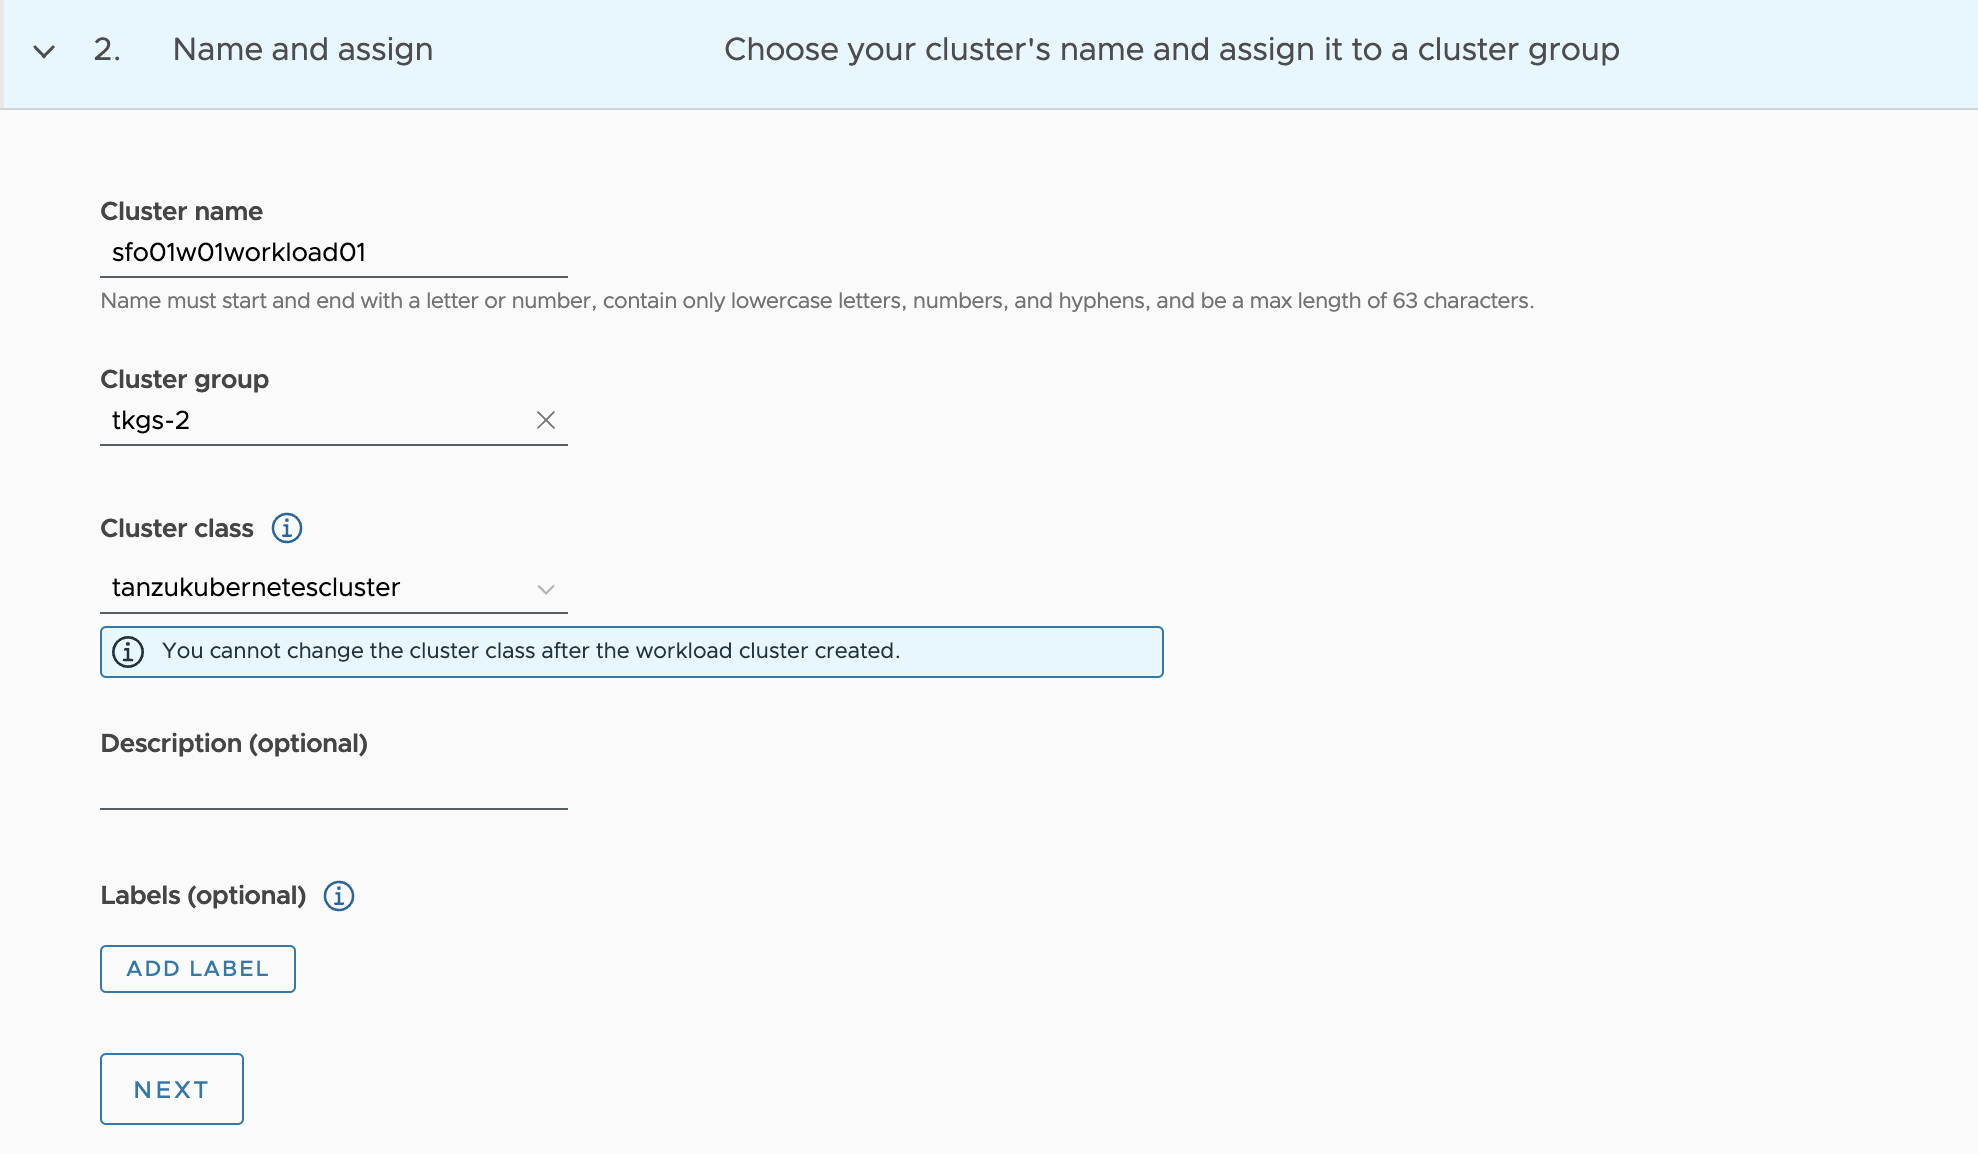 2. Name and assign Choose your cluster's name and assign it to a cluster group
Cluster name
sfo01w01workload01
Name must start and end with a letter or number, contain only lowercase letters, numbers, and hyphens, and be a max length of 63 characters.
Cluster group
tkgs-2
Cluster class
tanzukubernetescluster
You cannot change the cluster class after the workload cluster created.
Description (optional)
Labels (optional)
ADD LABEL
NEXT